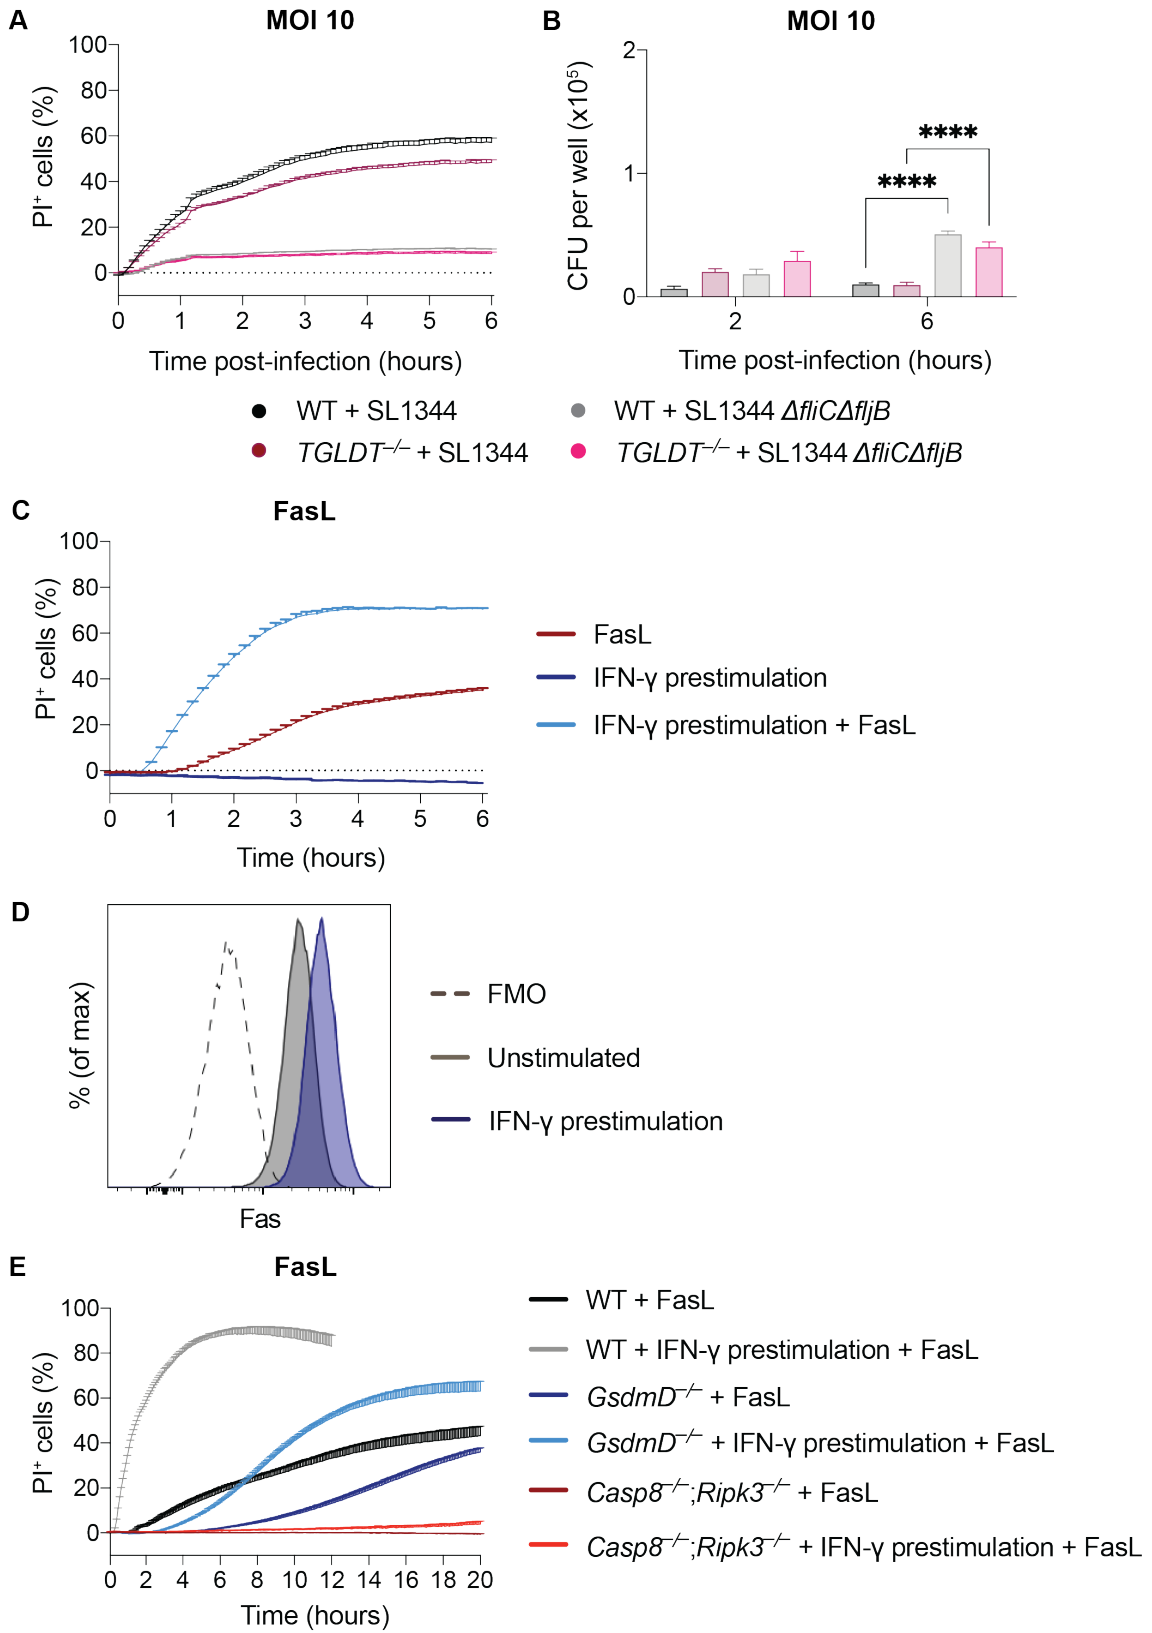 A
MOI 10
PI⁺ cells (%)
100
80
60
40
20
0
0 1 2 3 4 5 6
Time post-infection (hours)
B
MOI 10
CFU per well (x10⁵)
2
1
0
****
****
2 6
Time post-infection (hours)
WT + SL1344
WT + SL1344 ΔfliCΔfljB
TGLDT⁻/⁻ + SL1344
TGLDT⁻/⁻ + SL1344 ΔfliCΔfljB
C
FasL
PI⁺ cells (%)
100
80
60
40
20
0
0 1 2 3 4 5 6
Time (hours)
FasL
IFN-γ prestimulation
IFN-γ prestimulation + FasL
D
% (of max)
Fas
FMO
Unstimulated
IFN-γ prestimulation
E
FasL
PI⁺ cells (%)
100
80
60
40
20
0
0 2 4 6 8 10 12 14 16 18 20
Time (hours)
WT + FasL
WT + IFN-γ prestimulation + FasL
GsdmD⁻/⁻ + FasL
GsdmD⁻/⁻ + IFN-γ prestimulation + FasL
Casp8⁻/⁻;Ripk3⁻/⁻ + FasL
Casp8⁻/⁻;Ripk3⁻/⁻ + IFN-γ prestimulation + FasL